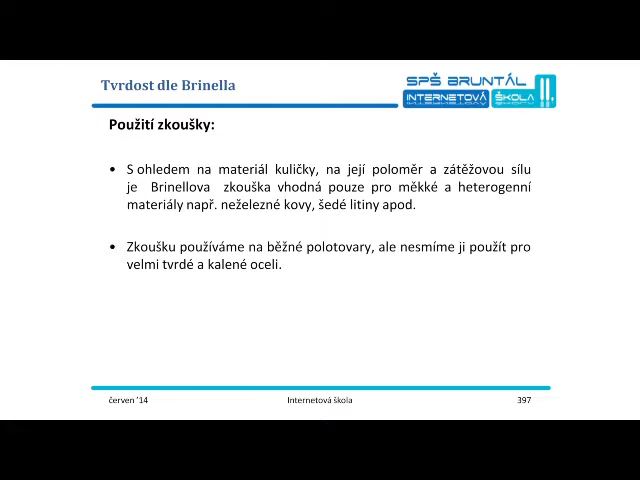 Tvrdost dle Brinella
SPŠ BRUNTÁL
INTERNETOVÁ ŠKOLA
Použití zkoušky:
• S ohledem na materiál kuličky, na její poloměr a zátěžovou sílu
je Brinellova zkouška vhodná pouze pro měkké a heterogenní
materiály např. neželezné kovy, šedé litiny apod.
• Zkoušku používáme na běžné polotovary, ale nesmíme ji použít pro
velmi tvrdé a kalené oceli.
červen ’14
Internetová škola
397